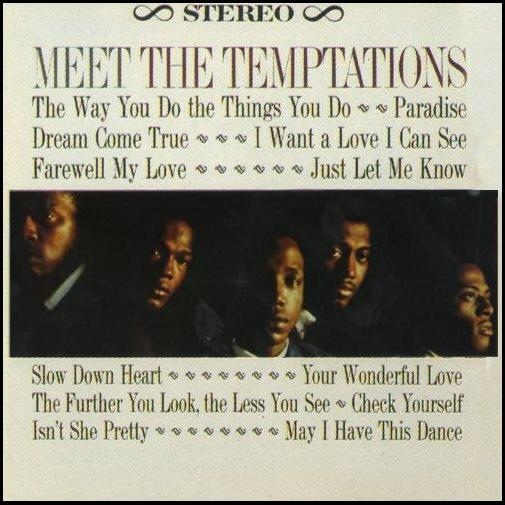 STEREO
MEET THE TEMPTATIONS
The Way You Do the Things You Do ~ ~ Paradise
Dream Come True ~ ~ ~ I Want a Love I Can See
Farewell My Love ~ ~ ~ ~ ~ ~ Just Let Me Know
Slow Down Heart ~ ~ ~ ~ ~ ~ ~ ~ Your Wonderful Love
The Further You Look, the Less You See ~ Check Yourself
Isn't She Pretty ~ ~ ~ ~ ~ ~ ~ ~ May I Have This Dance